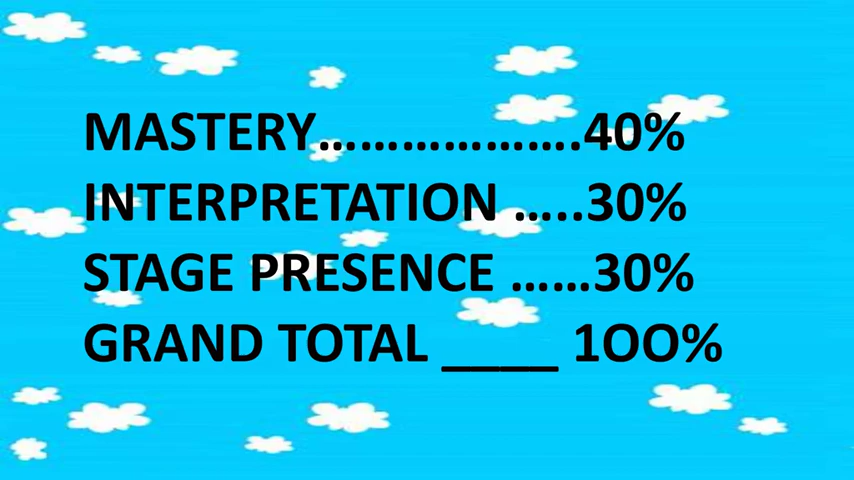 MASTERY……………….40%
INTERPRETATION …..30%
STAGE PRESENCE ……30%
GRAND TOTAL ____ 1OO%